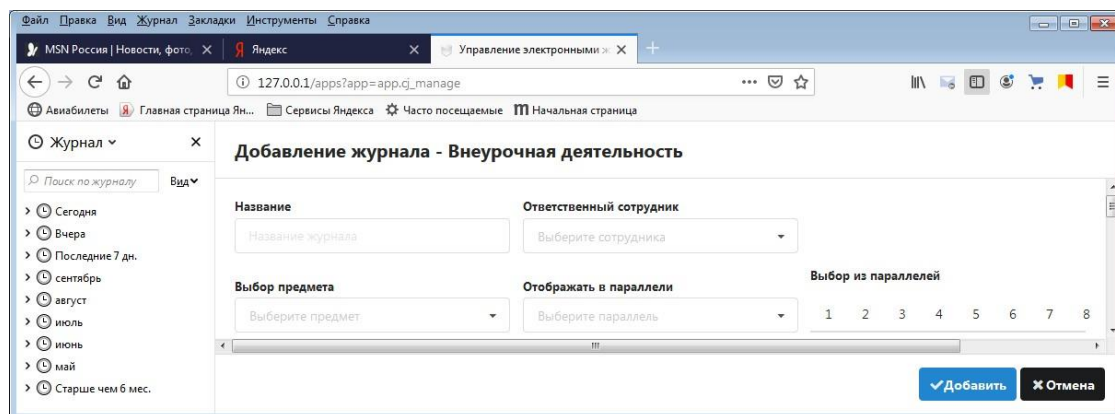 Файл Правка Вид Журнал Закладки Инструменты Справка
MSN Россия | Новости, фото, Яндекс Управление электронными ж
127.0.0.1/apps?app=app.cj_manage
Авиабилеты Главная страница Ян... Сервисы Яндекса Часто посещаемые Начальная страница
Журнал
Поиск по журналу Вид
Сегодня
Вчера
Последние 7 дн.
сентябрь
август
июль
июнь
май
Старше чем 6 мес.
Добавление журнала - Внеурочная деятельность
Название Ответственный сотрудник
Название журнала Выберите сотрудника
Выбор предмета Отображать в параллели Выбор из параллелей
Выберите предмет Выберите параллель 1 2 3 4 5 6 7 8
Добавить Отмена